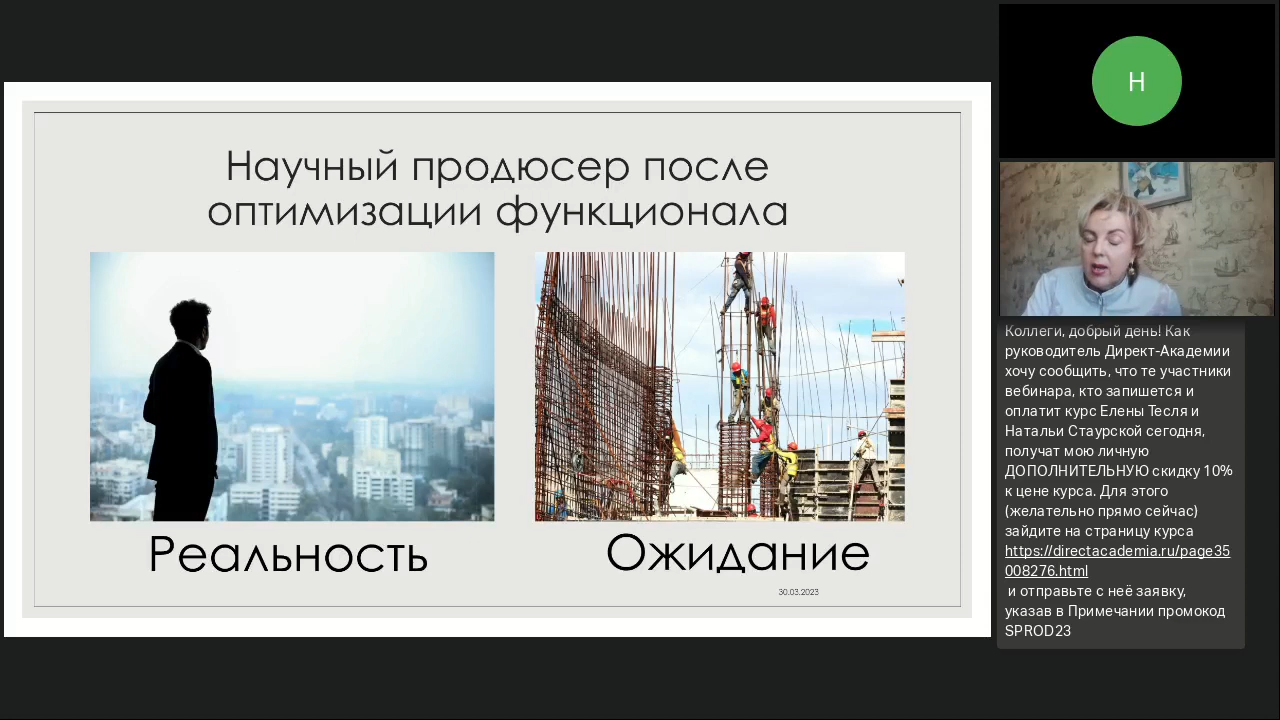 Научный продюсер после
оптимизации функционала
Реальность
Ожидание
30.03.2023
Н
Коллеги, добрый день! Как
руководитель Директ-Академии
хочу сообщить, что те участники
вебинара, кто запишется и
оплатит курс Елены Тесля и
Натальи Стаурской сегодня,
получат мою личную
ДОПОЛНИТЕЛЬНУЮ скидку 10%
к цене курса. Для этого
(желательно прямо сейчас)
зайдите на страницу курса
https://directacademia.ru/page35
008276.html
и отправьте с неё заявку,
указав в Примечании промокод
SPROD23